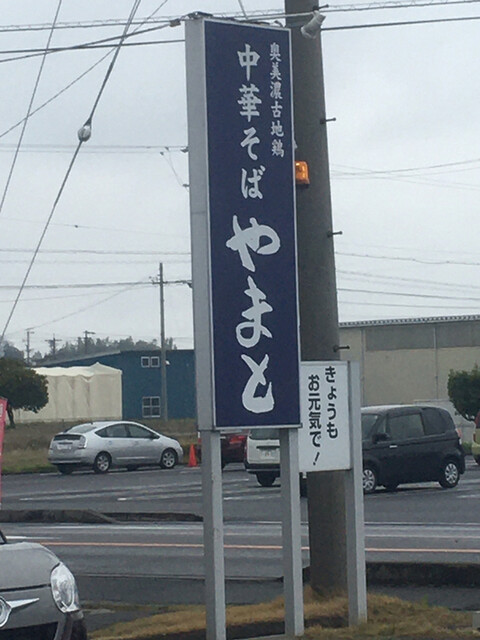 奥美濃古地鶏
中華そば
やまと
きょうも
お元気で！